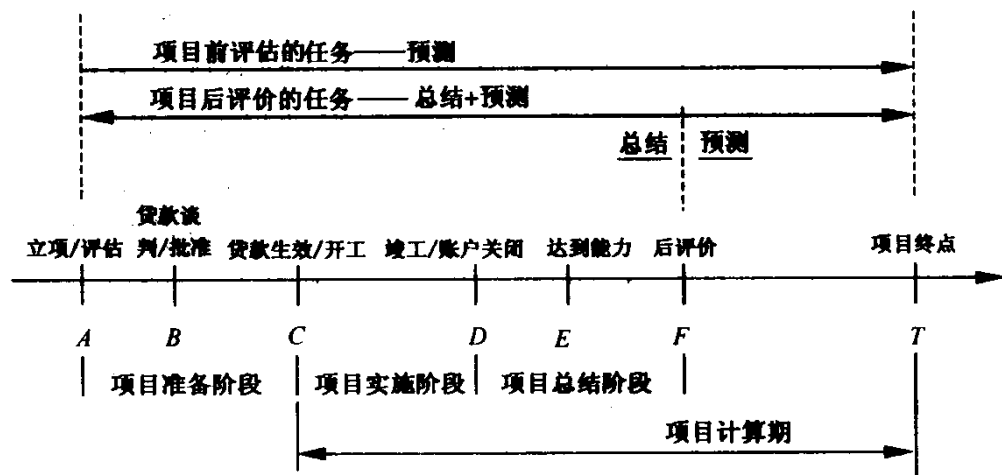 项目前评估的任务——预测
项目后评价的任务——总结+预测
总结 预测
贷款谈
立项/评估 判/批准 贷款生效/开工 竣工/账户关闭 达到能力 后评价 项目终点
A B C D E F T
项目准备阶段 项目实施阶段 项目总结阶段
项目计算期